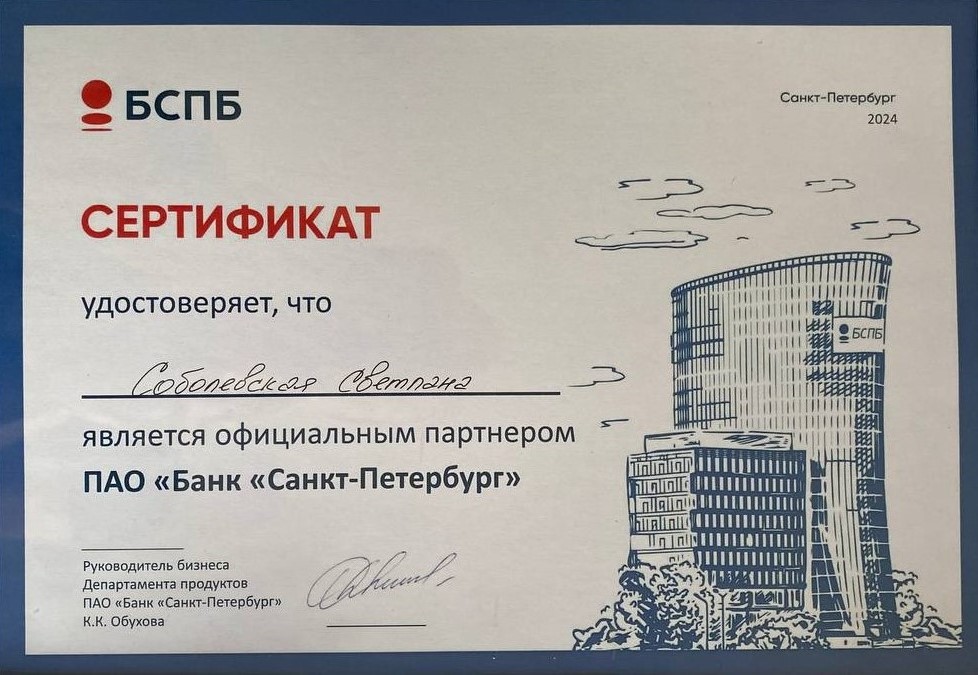 БСПБ
Санкт-Петербург
2024
СЕРТИФИКАТ
удостоверяет, что
Соболевская Светлана
является официальным партнером
ПАО «Банк «Санкт-Петербург»
БСПБ
Руководитель бизнеса
Департамента продуктов
ПАО «Банк «Санкт-Петербург»
К.К. Обухова